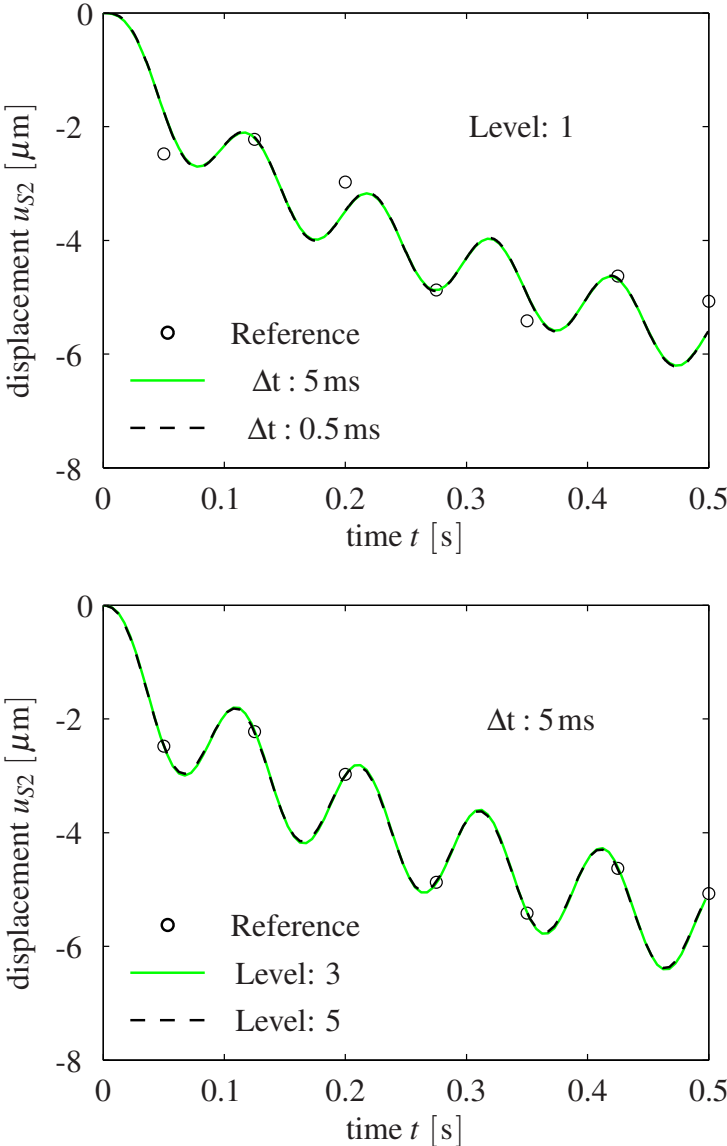 0
-2
-4
-6
-8
displacement u_S2 [μm]
Level: 1
Reference
Δt : 5 ms
Δt : 0.5 ms
0 0.1 0.2 0.3 0.4 0.5
time t [s]
0
-2
-4
-6
-8
displacement u_S2 [μm]
Δt : 5 ms
Reference
Level: 3
Level: 5
0 0.1 0.2 0.3 0.4 0.5
time t [s]